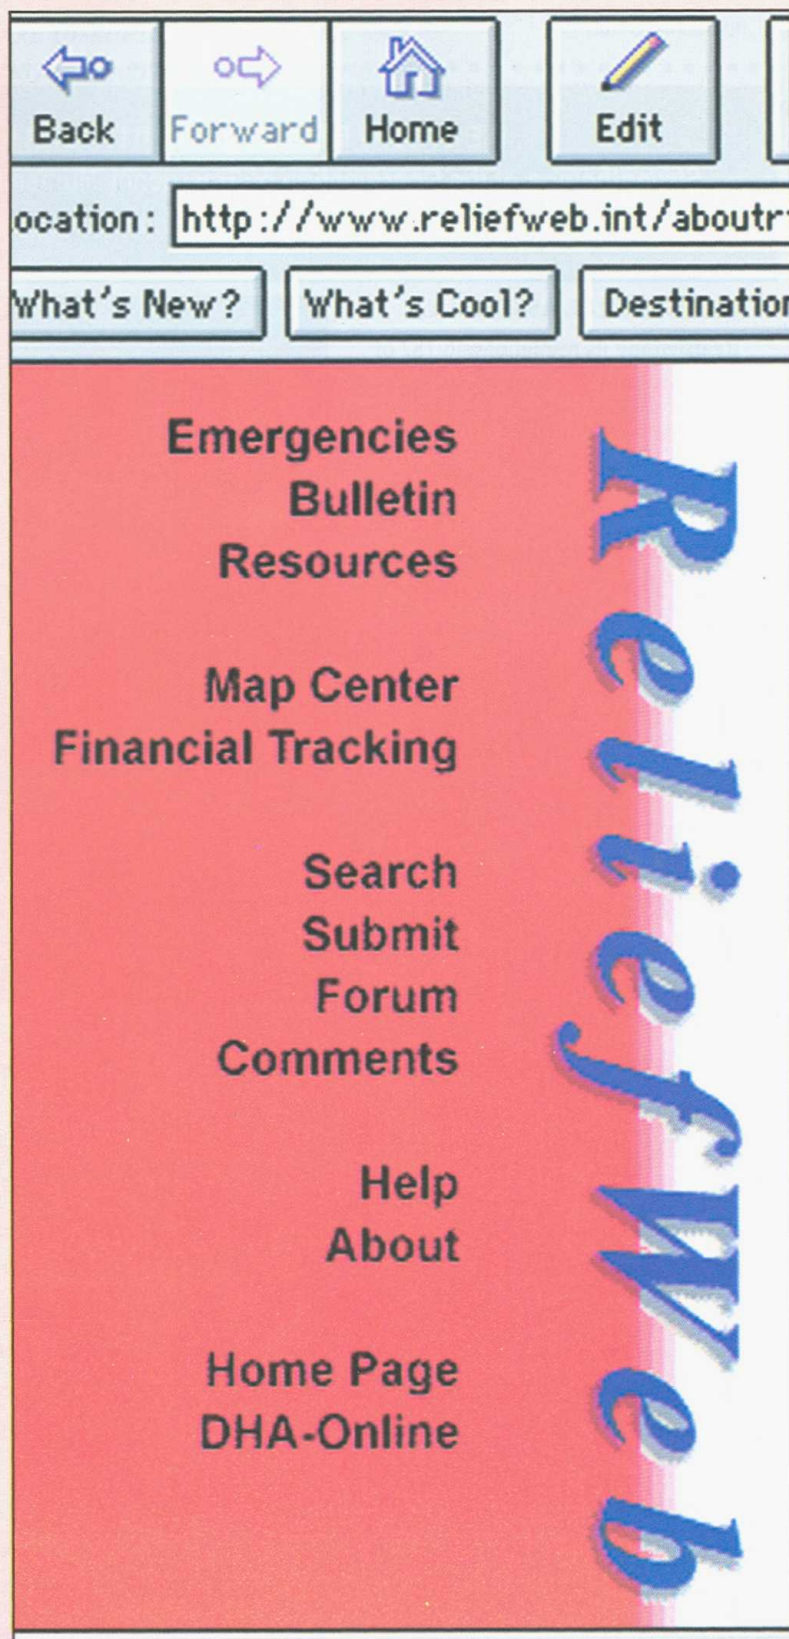 Back Forward Home Edit
ocation: http://www.reliefweb.int/aboutr
What's New? What's Cool? Destination
Emergencies
Bulletin
Resources
Map Center
Financial Tracking
Search
Submit
Forum
Comments
Help
About
Home Page
DHA-Online
ReliefWeb